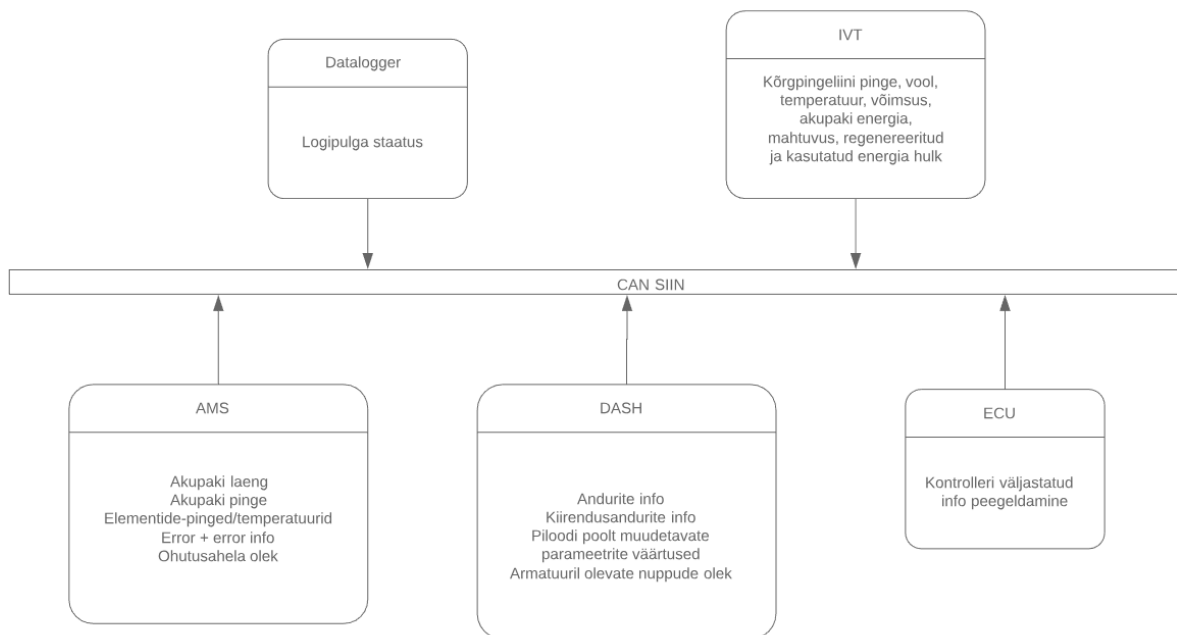 Datalogger
Logipulga staatus
IVT
Kõrgpingeliini pinge, vool,
temperatuur, võimsus,
akupaki energia,
mahtuvus, regenereeritud
ja kasutatud energia hulk
CAN SIIN
AMS
Akupaki laeng
Akupaki pinge
Elementide-pinged/temperatuurid
Error + error info
Ohutusahela olek
DASH
Andurite info
Kiirendusandurite info
Piloodi poolt muudetavate
parameetrite väärtused
Armatuuril olevate nuppude olek
ECU
Kontrolleri väljastatud
info peegeldamine